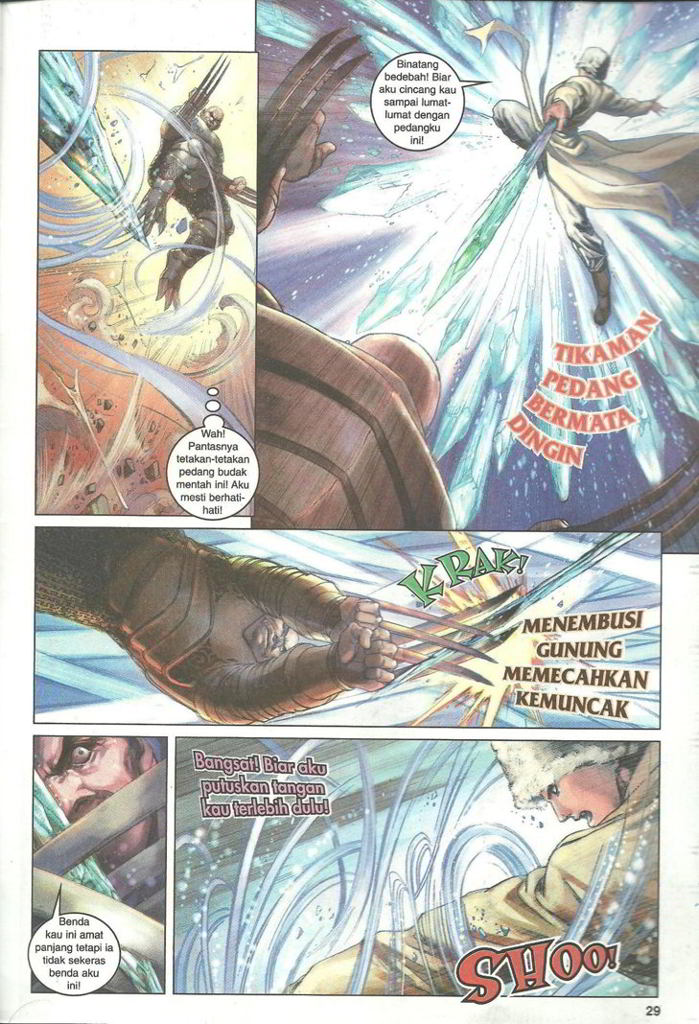 Binatang
bedebah! Biar
aku cincang kau
sampai lumat-
lumat dengan
pedangku
ini!
TIKAMAN
PEDANG
BERMATA
DINGIN
Wah!
Pantasnya
tetakan-tetakan
pedang budak
mentah ini! Aku
mesti berhati-
hati!
KRAK!
MENEMBUSI
GUNUNG
MEMECAHKAN
KEMUNCAK
Benda
kau ini amat
panjang tetapi ia
tidak sekeras
benda aku
ini!
Bangsat! Biar aku
putuskan tangan
kau terlebih dulu!
SHOO!
29